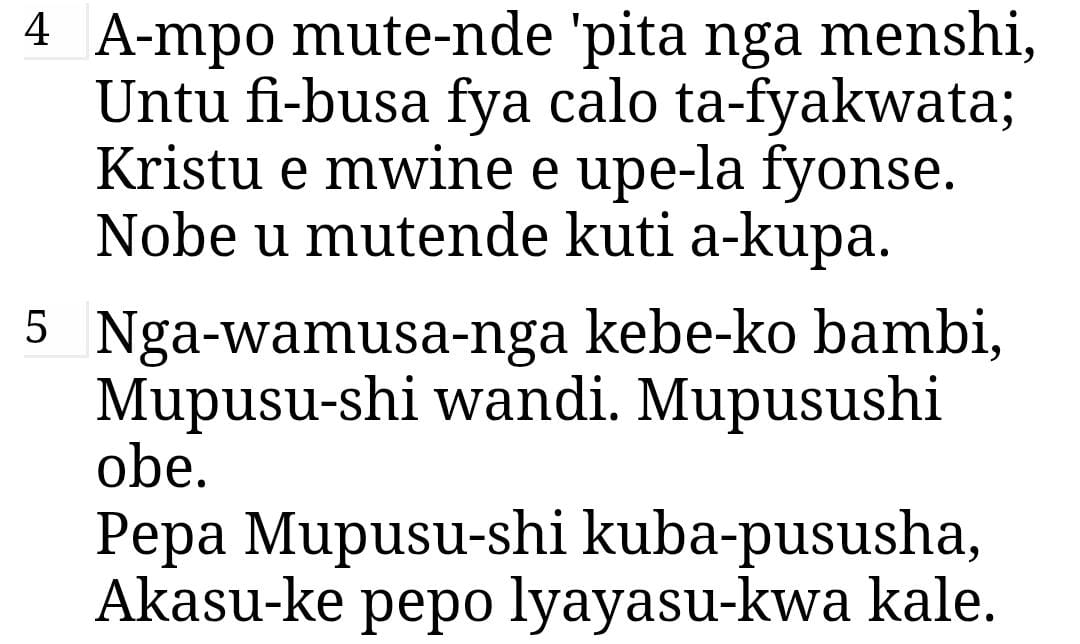 4 A-mpo mute-nde 'pita nga menshi,
Untu fi-busa fya calo ta-fyakwata;
Kristu e mwine e upe-la fyonse.
Nobe u mutende kuti a-kupa.
5 Nga-wamusa-nga kebe-ko bambi,
Mupusu-shi wandi. Mupusushi
obe.
Pepa Mupusu-shi kuba-pususha,
Akasu-ke pepo lyayasu-kwa kale.